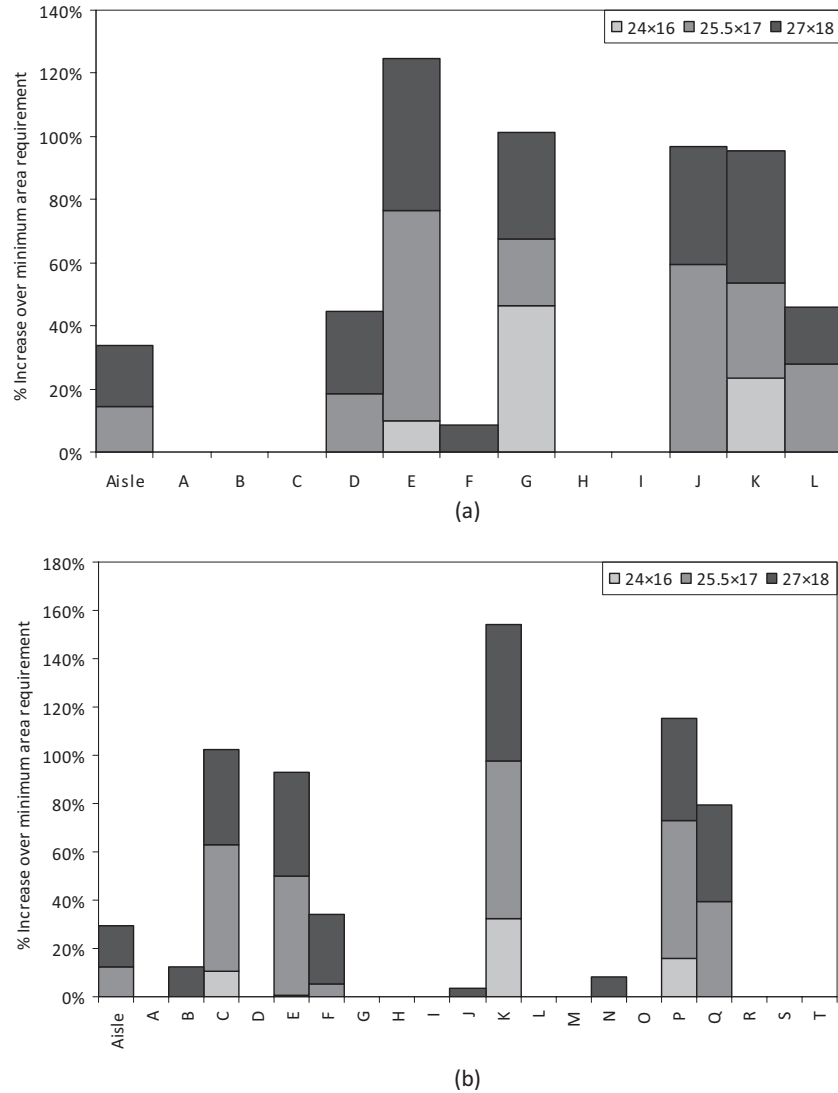 140%
24×16 25.5×17 27×18
120%
100%
80%
60%
40%
20%
0%
% Increase over minimum area requirement
Aisle A B C D E F G H I J K L
(a)
180%
24×16 25.5×17 27×18
160%
140%
120%
100%
80%
60%
40%
20%
0%
% Increase over minimum area requirement
Aisle A B C D E F G H I J K L M N O P Q R S T
(b)